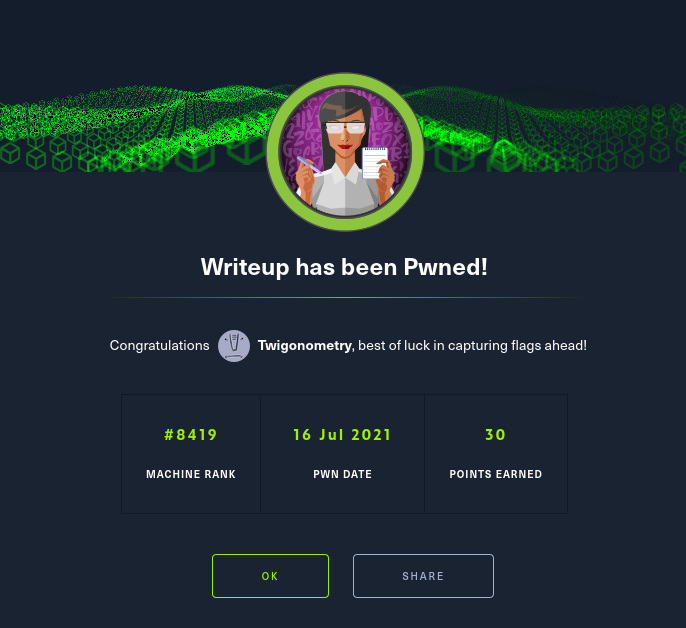 Writeup has been Pwned!
Congratulations Twigonometry, best of luck in capturing flags ahead!
#8419 16 Jul 2021 30
MACHINE RANK PWN DATE POINTS EARNED
OK SHARE